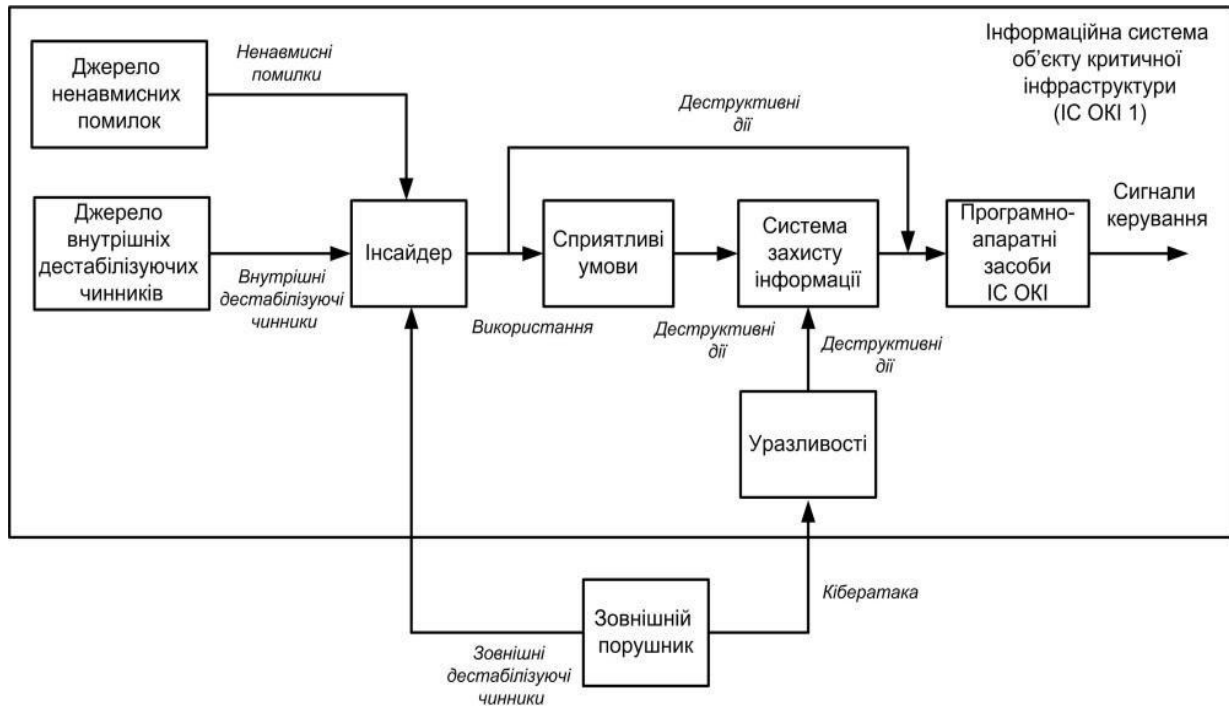 Інформаційна система
об'єкту критичної
інфраструктури
(ІС ОКІ 1)
Джерело
ненавмисних
помилок
Ненавмисні
помилки
Деструктивні
дії
Джерело
внутрішніх
дестабілізуючих
чинників
Внутрішні
дестабілізуючі
чинники
Інсайдер
Використання
Сприятливі
умови
Деструктивні
дії
Система
захисту
інформації
Деструктивні
дії
Програмно-
апаратні
засоби
ІС ОКІ
Сигнали
керування
Уразливості
Зовнішній
порушник
Кібератака
Зовнішні
дестабілізуючі
чинники